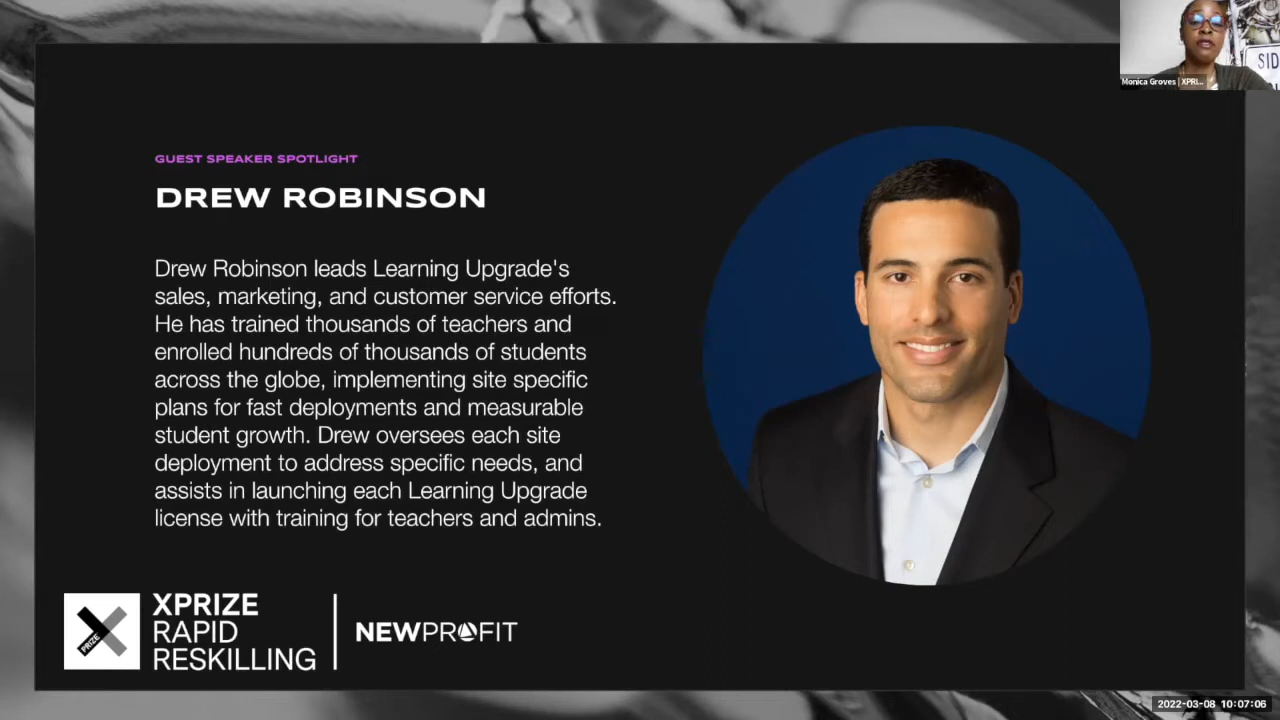 SID
Monica Groves | XPRI...
GUEST SPEAKER SPOTLIGHT
DREW ROBINSON
Drew Robinson leads Learning Upgrade's
sales, marketing, and customer service efforts.
He has trained thousands of teachers and
enrolled hundreds of thousands of students
across the globe, implementing site specific
plans for fast deployments and measurable
student growth. Drew oversees each site
deployment to address specific needs, and
assists in launching each Learning Upgrade
license with training for teachers and admins.
PRIZE
XPRIZE
RAPID
RESKILLING
NEWPROFIT
2022-03-08 10:07:06